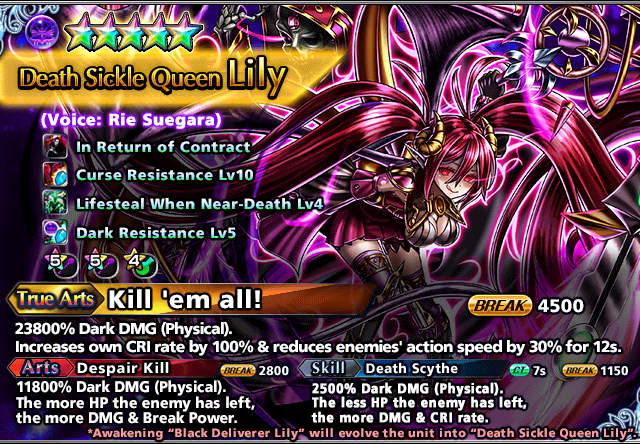 Death Sickle Queen Lily
(Voice: Rie Suegara)
In Return of Contract
Curse Resistance Lv10
Lifesteal When Near-Death Lv4
Dark Resistance Lv5
5 5 4
True Arts Kill 'em all! BREAK 4500
23800% Dark DMG (Physical).
Increases own CRI rate by 100% & reduces enemies' action speed by 30% for 12s.
Arts Despair Kill BREAK 2800
11800% Dark DMG (Physical).
The more HP the enemy has left,
the more DMG & Break Power.
Skill Death Scythe CT 7s BREAK 1150
2500% Dark DMG (Physical).
The less HP the enemy has left,
the more DMG & CRI rate.
*Awakening "Black Deliverer Lily" will evolve the unit into "Death Sickle Queen Lily".